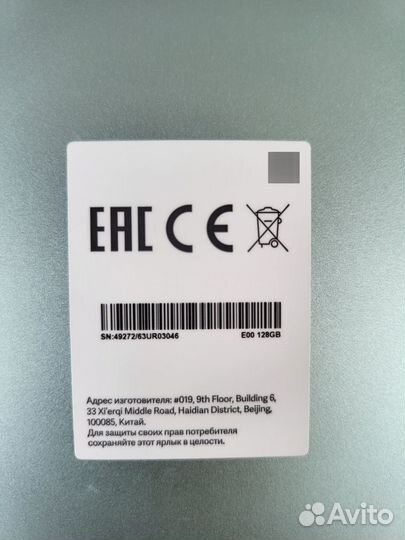 EAC CE
SN:49272/63UR03046 E00 128GB
Адрес изготовителя: #019, 9th Floor, Building 6,
33 Xi'erqi Middle Road, Haidian District, Beijing,
100085, Китай.
Для защиты своих прав потребителя
сохраняйте этот ярлык в целости.
Avito